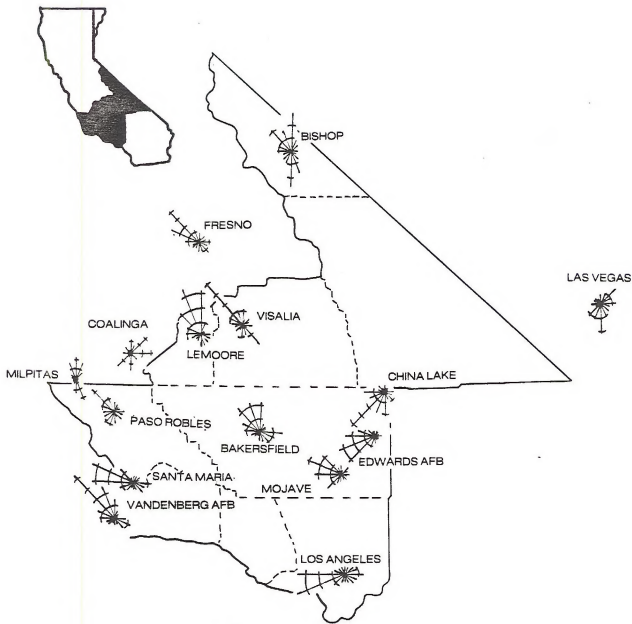 BISHOP
FRESNO
LAS VEGAS
COALINGA
VISALIA
LEMOORE
MILPITAS
CHINA LAKE
PASO ROBLES
BAKERSFIELD
EDWARDS AFB
SANTA MARIA
MOJAVE
VANDENBERG AFB
LOS ANGELES